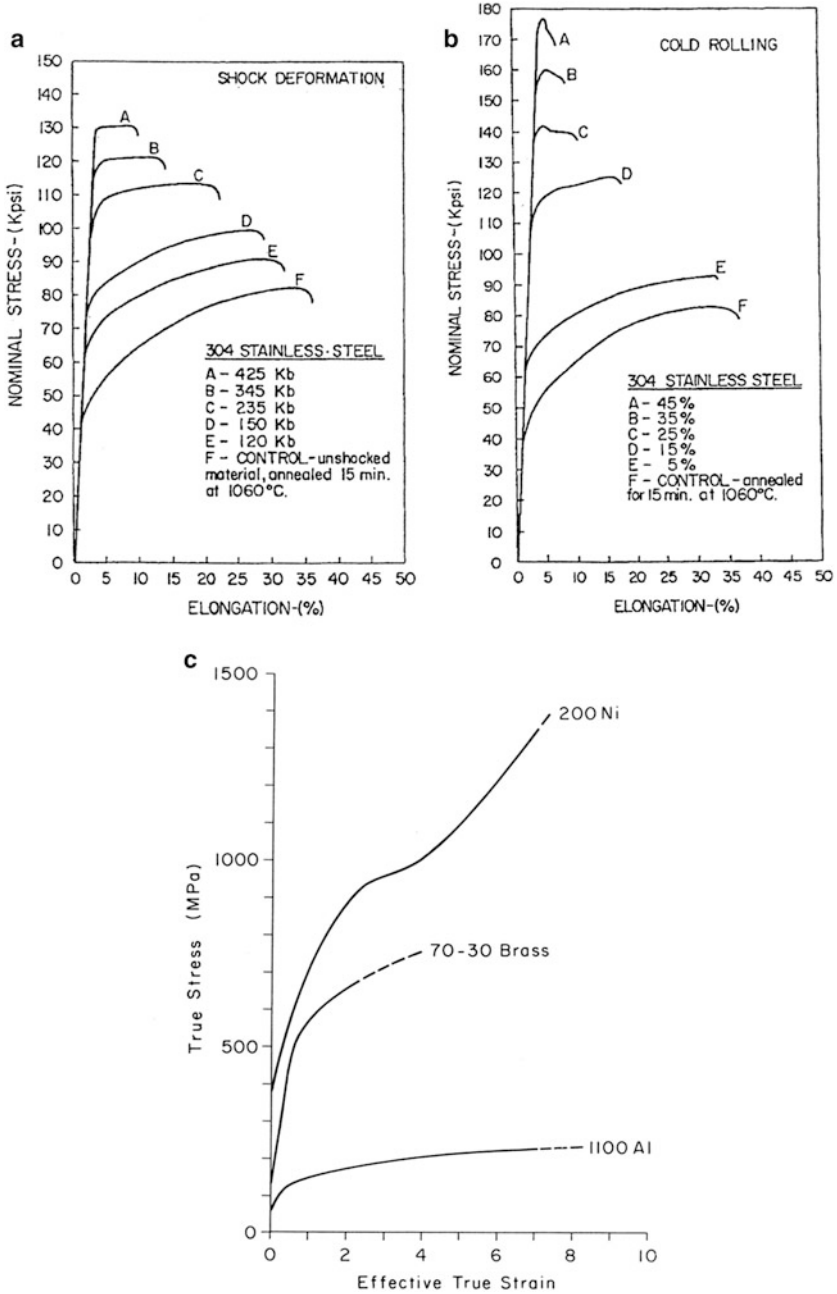 a
SHOCK DEFORMATION
NOMINAL STRESS-(Kpsi)
150
140
130
120
110
100
90
80
70
60
50
40
30
20
10
0
A
B
C
D
E
F
304 STAINLESS·STEEL
A - 425 Kb
B - 345 Kb
C - 235 Kb
D - 150 Kb
E - 120 Kb
F - CONTROL-unshocked
material, annealed 15 min.
at 1060°C.
0 5 10 15 20 25 30 35 40 45 50
ELONGATION-(%)
b
COLD ROLLING
NOMINAL STRESS-(Kpsi)
180
170
160
150
140
130
120
110
100
90
80
70
60
50
40
30
20
10
0
A
B
C
D
E
F
304 STAINLESS STEEL
A - 45%
B - 35%
C - 25%
D - 15%
E - 5%
F - CONTROL-annealed
for 15 min. at 1060°C.
0 5 10 15 20 25 30 35 40 45 50
ELONGATION-(%)
c
True Stress (MPa)
1500
1000
500
0
200 Ni
70-30 Brass
1100 Al
0 2 4 6 8 10
Effective True Strain